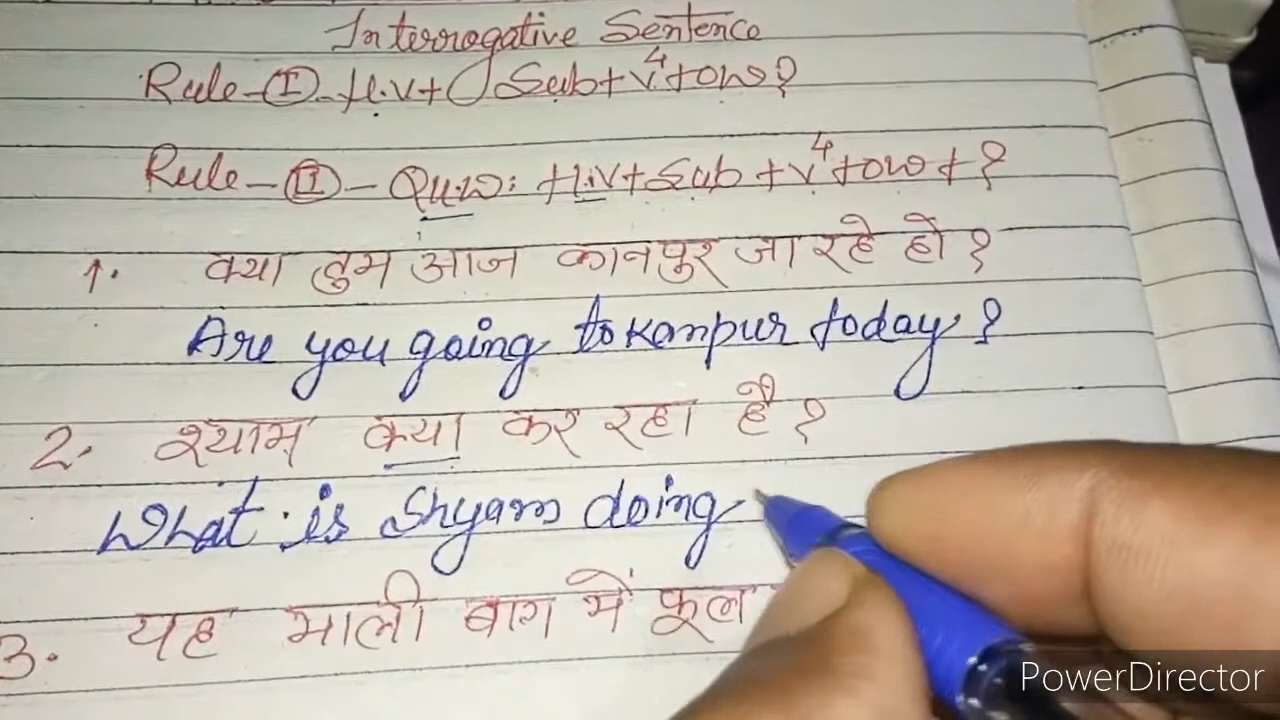 Interrogative Sentence
Rule-(I)-H.v+ Sub+v⁴+ow?
Rule-(II)-Qu.w: H.v+Sub+v⁴+ow+?
1. क्या तुम आज कानपुर जा रहे हो ?
Are you going to Kanpur today?
2. श्याम क्या कर रहा है ?
What is Shyam doing
3. यह माली बाग में फूल
PowerDirector